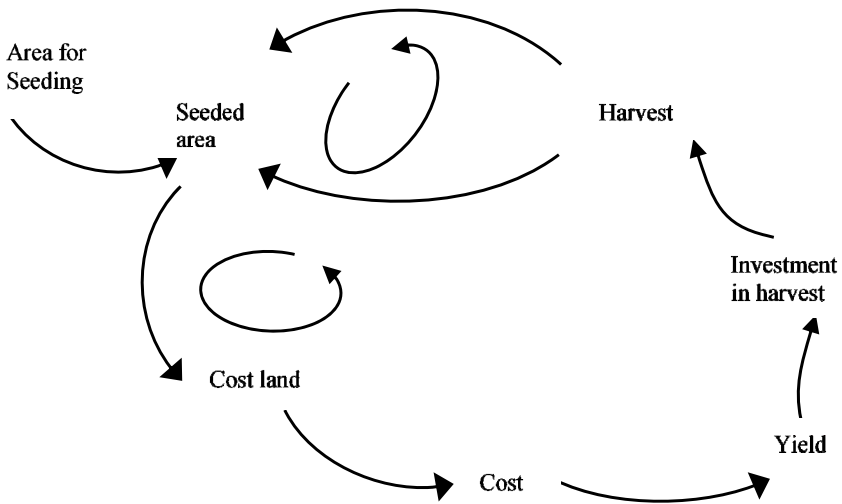 Area for
Seeding
Seeded
area
Harvest
Investment
in harvest
Cost land
Yield
Cost